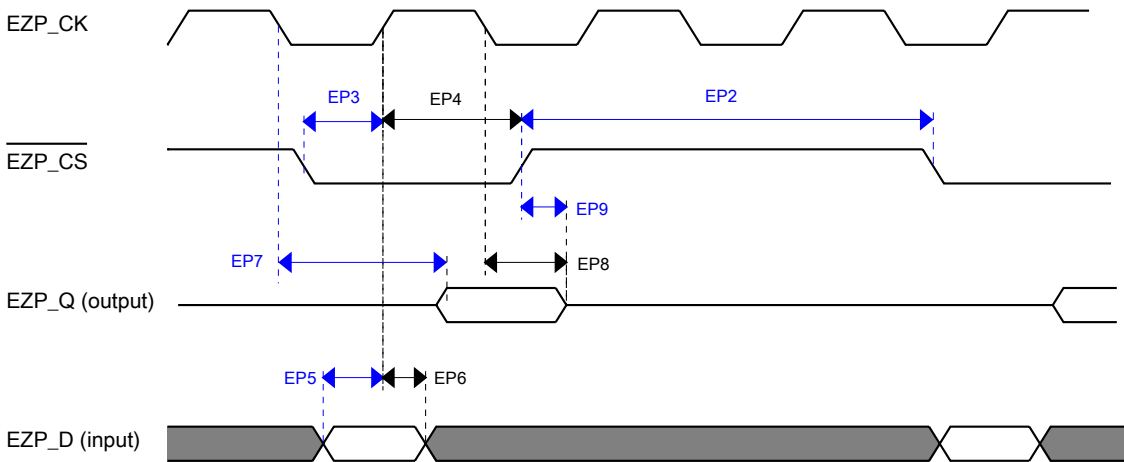 EZP_CK
EP3
EP4
EP2
EZP_CS
EP9
EP7
EP8
EZP_Q (output)
EP5
EP6
EZP_D (input)